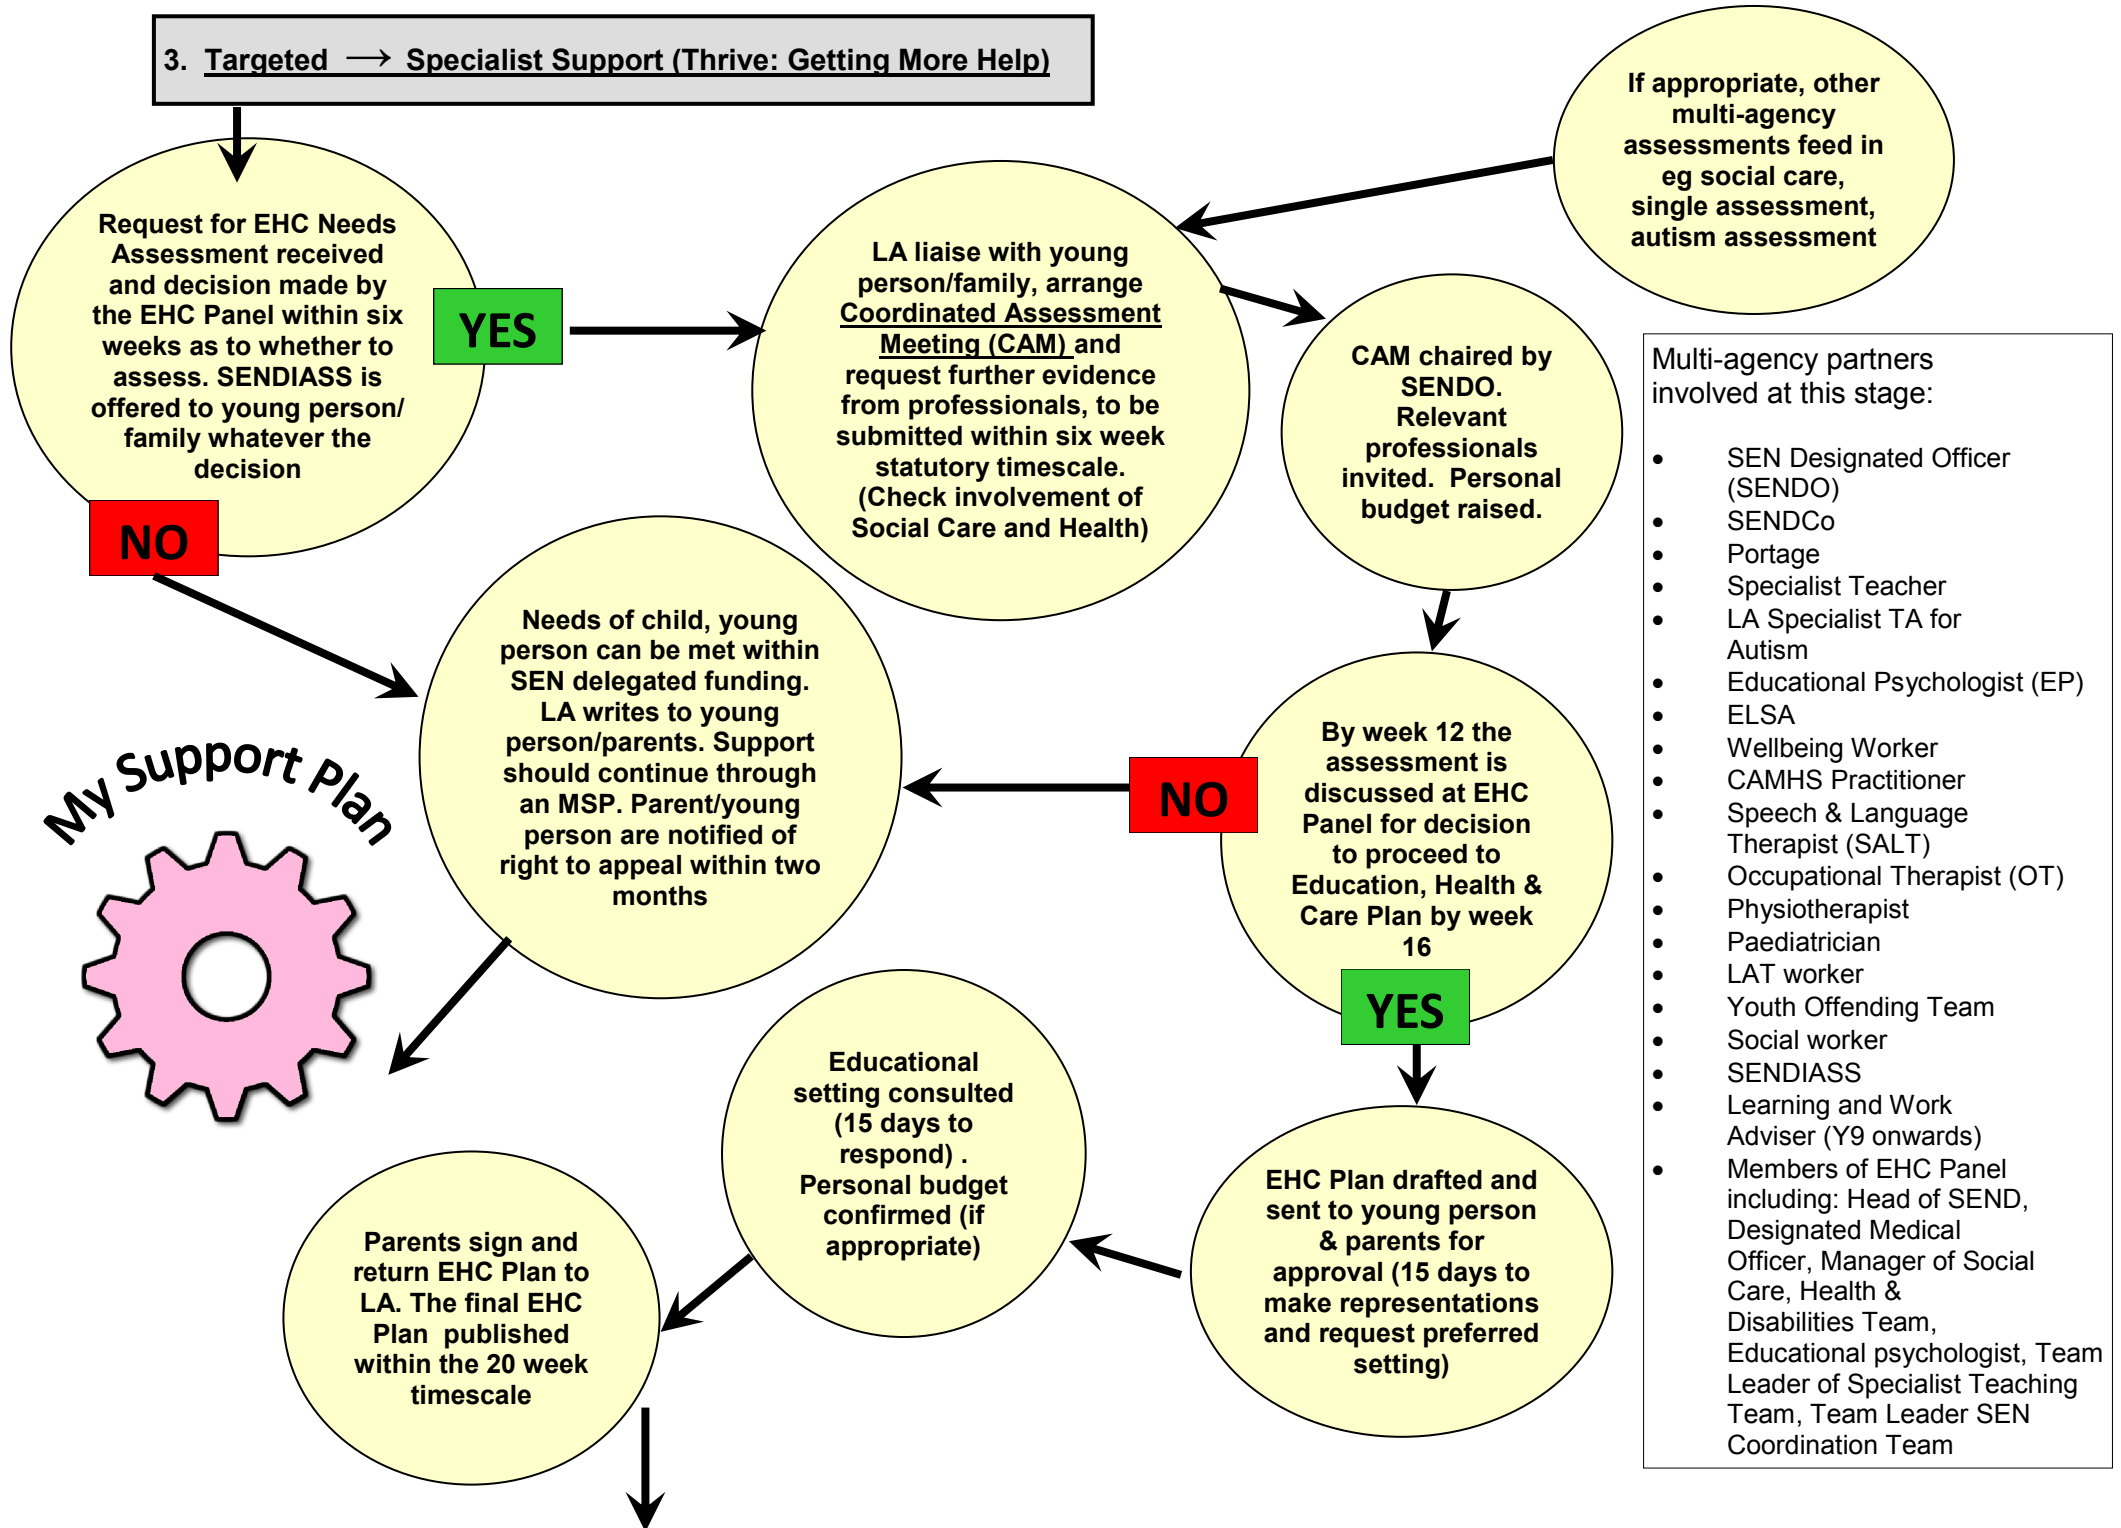 3. Targeted → Specialist Support (Thrive: Getting More Help)
If appropriate, other
multi-agency
assessments feed in
eg social care,
single assessment,
autism assessment
Request for EHC Needs
Assessment received
and decision made by
the EHC Panel within six
weeks as to whether to
assess. SENDIASS is
offered to young person/
family whatever the
decision
YES
NO
LA liaise with young
person/family, arrange
Coordinated Assessment
Meeting (CAM) and
request further evidence
from professionals, to be
submitted within six week
statutory timescale.
(Check involvement of
Social Care and Health)
CAM chaired by
SENDO.
Relevant
professionals
invited. Personal
budget raised.
Needs of child, young
person can be met within
SEN delegated funding.
LA writes to young
person/parents. Support
should continue through
an MSP. Parent/young
person are notified of
right to appeal within two
months
My Support Plan
NO
By week 12 the
assessment is
discussed at EHC
Panel for decision
to proceed to
Education, Health &
Care Plan by week
16
YES
EHC Plan drafted and
sent to young person
& parents for
approval (15 days to
make representations
and request preferred
setting)
Educational
setting consulted
(15 days to
respond) .
Personal budget
confirmed (if
appropriate)
Parents sign and
return EHC Plan to
LA. The final EHC
Plan published
within the 20 week
timescale
Multi-agency partners
involved at this stage:
• SEN Designated Officer
(SENDO)
• SENDCo
• Portage
• Specialist Teacher
• LA Specialist TA for
Autism
• Educational Psychologist (EP)
• ELSA
• Wellbeing Worker
• CAMHS Practitioner
• Speech & Language
Therapist (SALT)
• Occupational Therapist (OT)
• Physiotherapist
• Paediatrician
• LAT worker
• Youth Offending Team
• Social worker
• SENDIASS
• Learning and Work
Adviser (Y9 onwards)
• Members of EHC Panel
including: Head of SEND,
Designated Medical
Officer, Manager of Social
Care, Health &
Disabilities Team,
Educational psychologist, Team
Leader of Specialist Teaching
Team, Team Leader SEN
Coordination Team